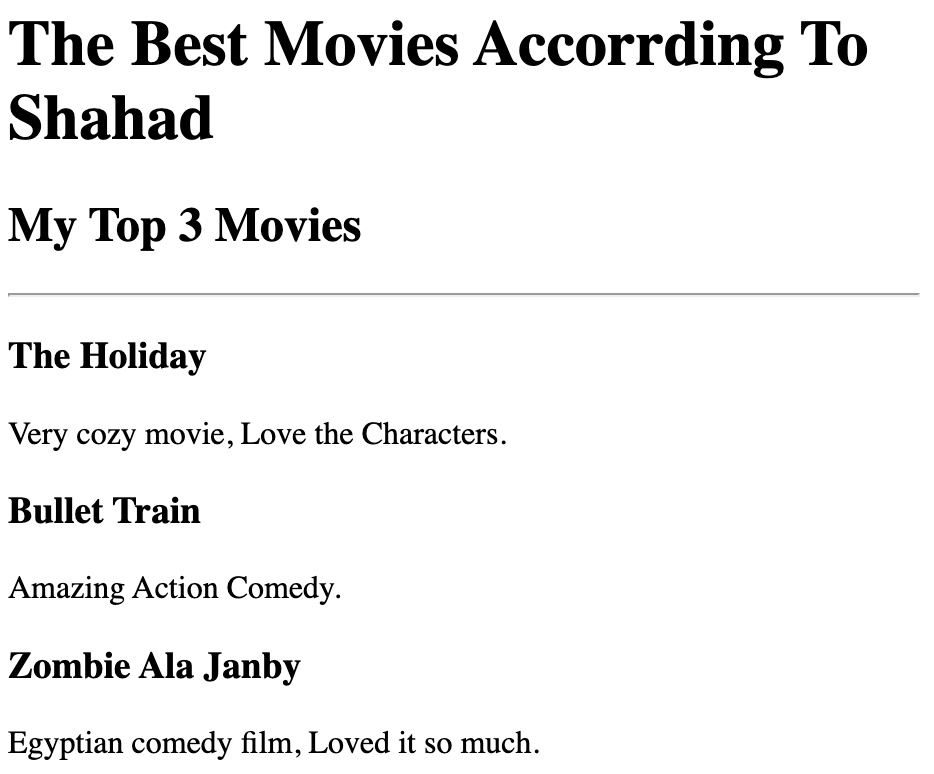 The Best Movies Accorrding To
Shahad
My Top 3 Movies
The Holiday
Very cozy movie, Love the Characters.
Bullet Train
Amazing Action Comedy.
Zombie Ala Janby
Egyptian comedy film, Loved it so much.